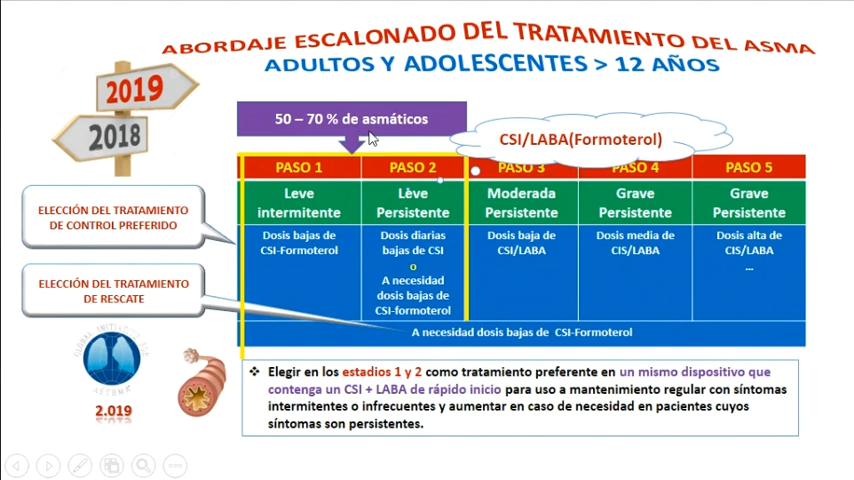 ABORDAJE ESCALONADO DEL TRATAMIENTO DEL ASMA
ADULTOS Y ADOLESCENTES > 12 AÑOS
2019
2018
50 – 70 % de asmáticos
CSI/LABA(Formoterol)
PASO 1
PASO 2
PASO 3
PASO 4
PASO 5
Leve
intermitente
Lève
Persistente
Moderada
Persistente
Grave
Persistente
Grave
Persistente
ELECCIÓN DEL TRATAMIENTO
DE CONTROL PREFERIDO
Dosis bajas de
CSI-Formoterol
Dosis diarias
bajas de CSI
o
A necesidad
dosis bajas de
CSI-formoterol
Dosis baja de
CSI/LABA
Dosis media de
CIS/LABA
Dosis alta de
CIS/LABA
...
ELECCIÓN DEL TRATAMIENTO
DE RESCATE
A necesidad dosis bajas de CSI-Formoterol
❖ Elegir en los estadios 1 y 2 como tratamiento preferente en un mismo dispositivo que
contenga un CSI + LABA de rápido inicio para uso a mantenimiento regular con síntomas
intermitentes o infrecuentes y aumentar en caso de necesidad en pacientes cuyos
síntomas son persistentes.
2.019